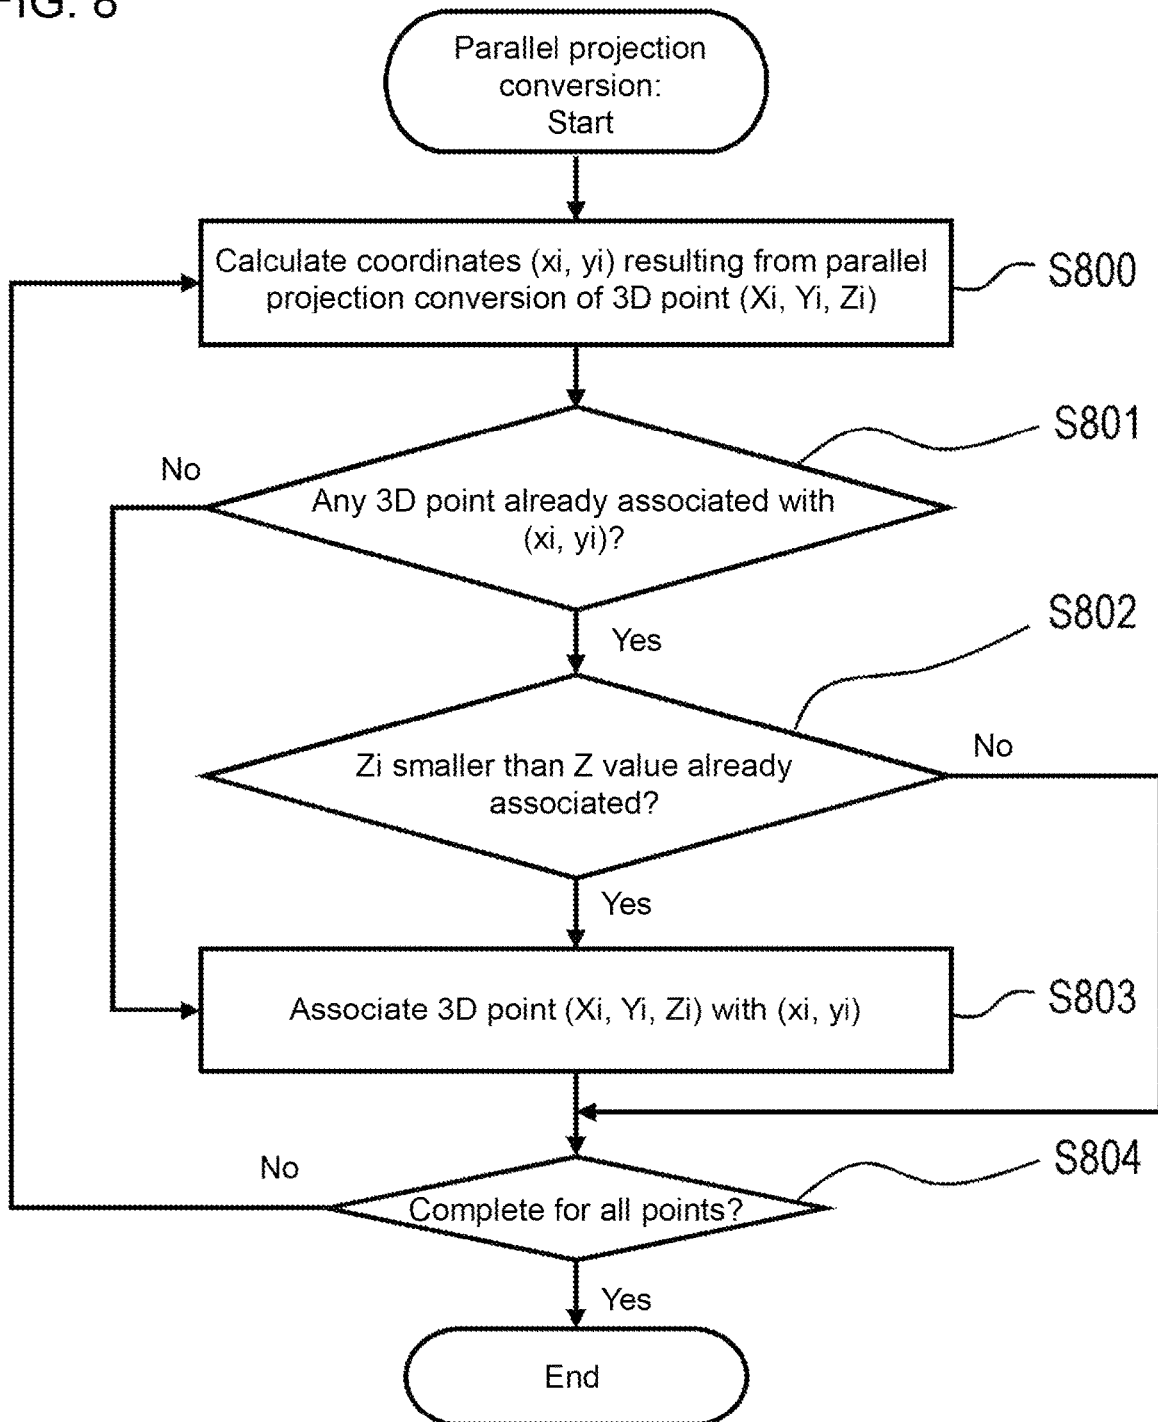 FIG. 8
Parallel projection
conversion:
Start
Calculate coordinates (xi, yi) resulting from parallel
projection conversion of 3D point (Xi, Yi, Zi)
S800
S801
No
Any 3D point already associated with
(xi, yi)?
S802
Yes
No
Zi smaller than Z value already
associated?
Yes
Associate 3D point (Xi, Yi, Zi) with (xi, yi)
S803
S804
No
Complete for all points?
Yes
End